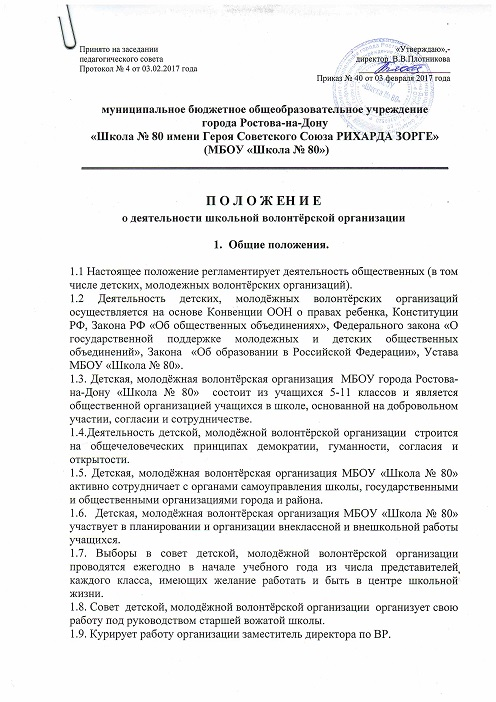 Принято на заседании
педагогического совета
Протокол № 4 от 03.02.2017 года
«Утверждаю»,-
директор В.В.Плотникова
Приказ № 40 от 03 февраля 2017 года
муниципальное бюджетное общеобразовательное учреждение
города Ростова-на-Дону
«Школа № 80 имени Героя Советского Союза РИХАРДА ЗОРГЕ»
(МБОУ «Школа № 80»)
П О Л О Ж Е Н И Е
о деятельности школьной волонтёрской организации
1. Общие положения.
1.1 Настоящее положение регламентирует деятельность общественных (в том
числе детских, молодежных волонтёрских организаций).
1.2 Деятельность детских, молодёжных волонтёрских организаций
осуществляется на основе Конвенции ООН о правах ребенка, Конституции
РФ, Закона РФ «Об общественных объединениях», Федерального закона «О
государственной поддержке молодежных и детских общественных
объединений», Закона «Об образовании в Российской Федерации», Устава
МБОУ «Школа № 80».
1.3. Детская, молодёжная волонтёрская организация МБОУ города Ростова-
на-Дону «Школа № 80» состоит из учащихся 5-11 классов и является
общественной организацией учащихся в школе, основанной на добровольном
участии, согласии и сотрудничестве.
1.4.Деятельность детской, молодёжной волонтёрской организации строится
на общечеловеческих принципах демократии, гуманности, согласия и
открытости.
1.5. Детская, молодёжная волонтёрская организация МБОУ «Школа № 80»
активно сотрудничает с органами самоуправления школы, государственными
и общественными организациями города и района.
1.6. Детская, молодёжная волонтёрская организация МБОУ «Школа № 80»
участвует в планировании и организации внеклассной и внешкольной работы
учащихся.
1.7. Выборы в совет детской, молодёжной волонтёрской организации
проводятся ежегодно в начале учебного года из числа представителей
каждого класса, имеющих желание работать и быть в центре школьной
жизни.
1.8. Совет детской, молодёжной волонтёрской организации организует свою
работу под руководством старшей вожатой школы.
1.9. Курирует работу организации заместитель директора по ВР.